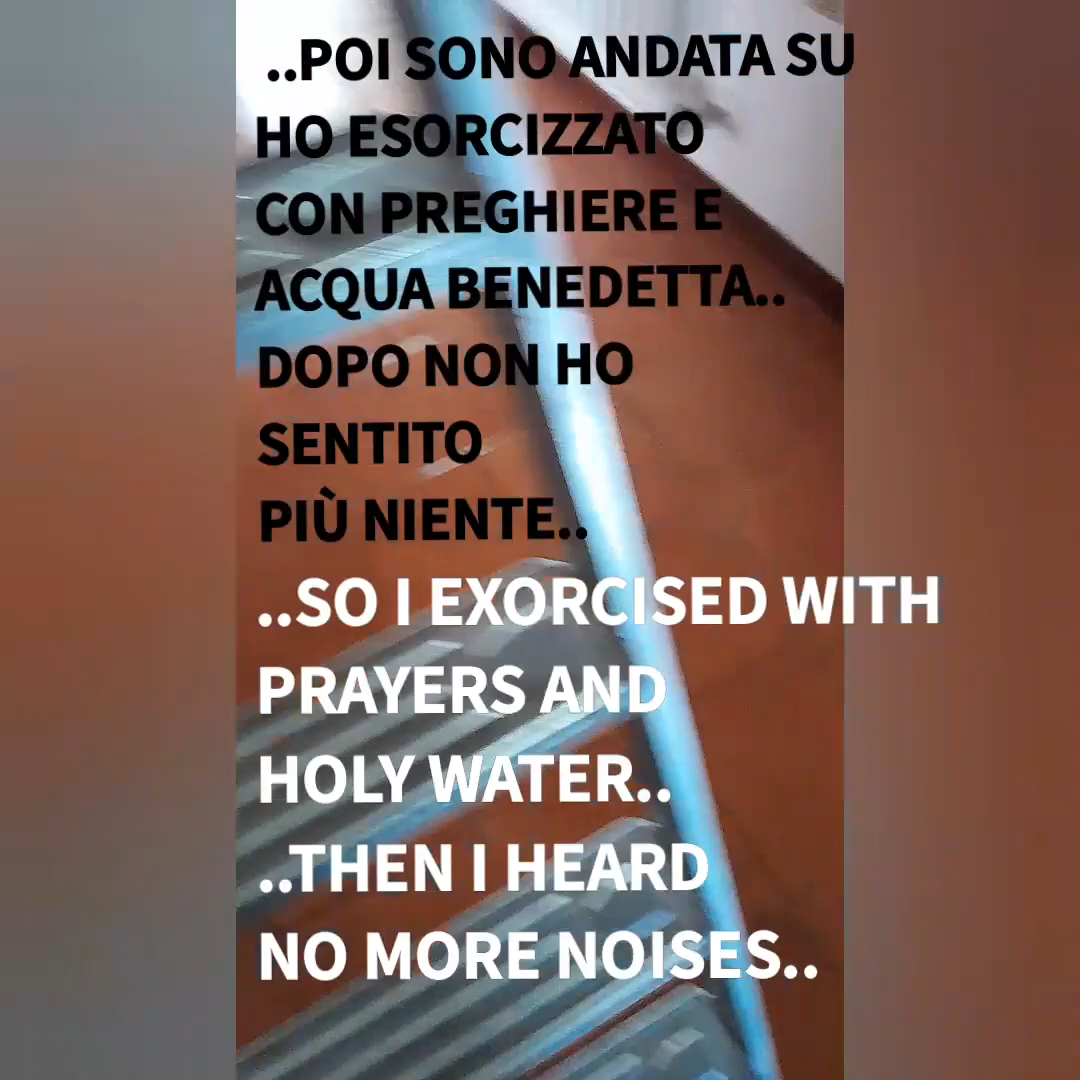 ..POI SONO ANDATA SU
HO ESORCIZZATO
CON PREGHIERE E
ACQUA BENEDETTA..
DOPO NON HO
SENTITO
PIÙ NIENTE..
..SO I EXORCISED WITH
PRAYERS AND
HOLY WATER..
..THEN I HEARD
NO MORE NOISES..